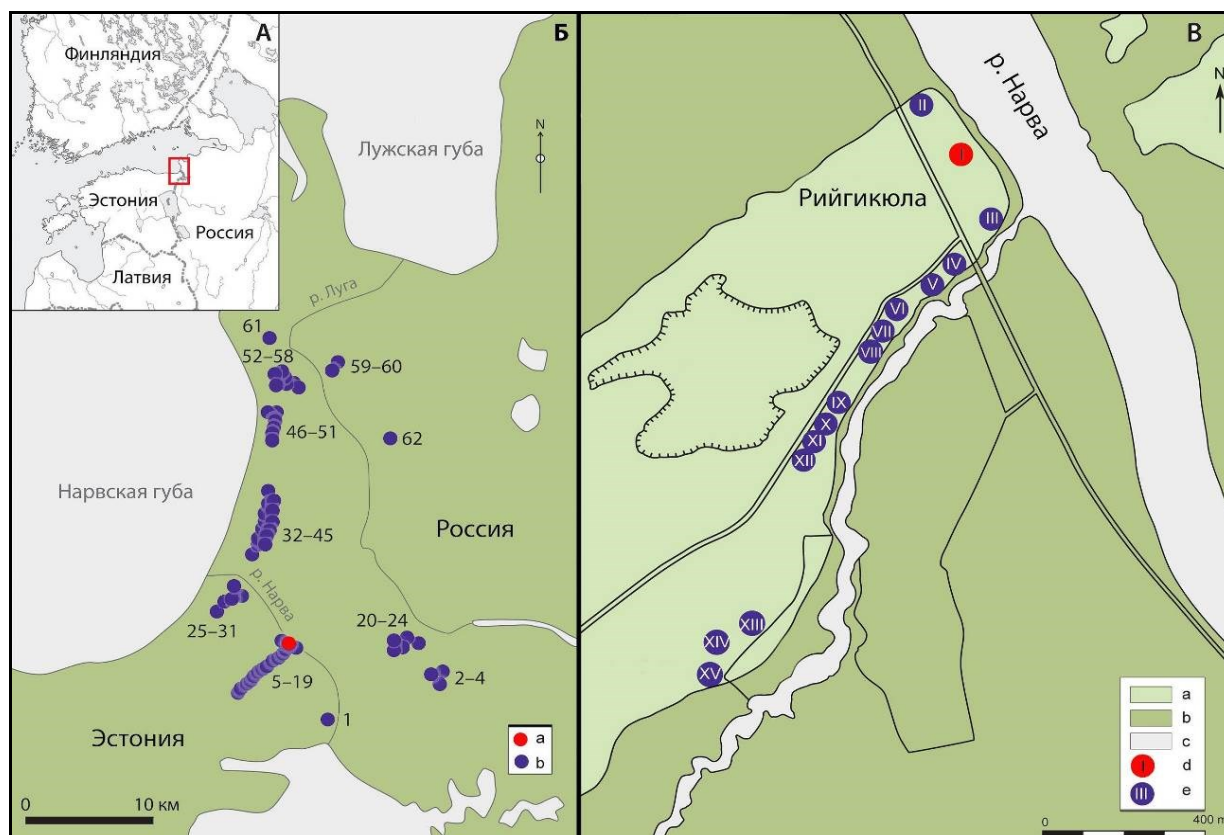 А
Финляндия
Эстония
Россия
Латвия
Б
Лужская губа
N
р. Луга
61
52–58
59–60
46–51
62
Нарвская губа
32–45
Россия
р. Нарва
25–31
20–24
5–19
2–4
1
Эстония
a
b
0 10 км
В
N
р. Нарва
II
I
Рийгикюла
III
IV
V
VI
VII
VIII
IX
X
XI
XII
XIII
XIV
XV
a
b
c
I d
III e
0 400 m